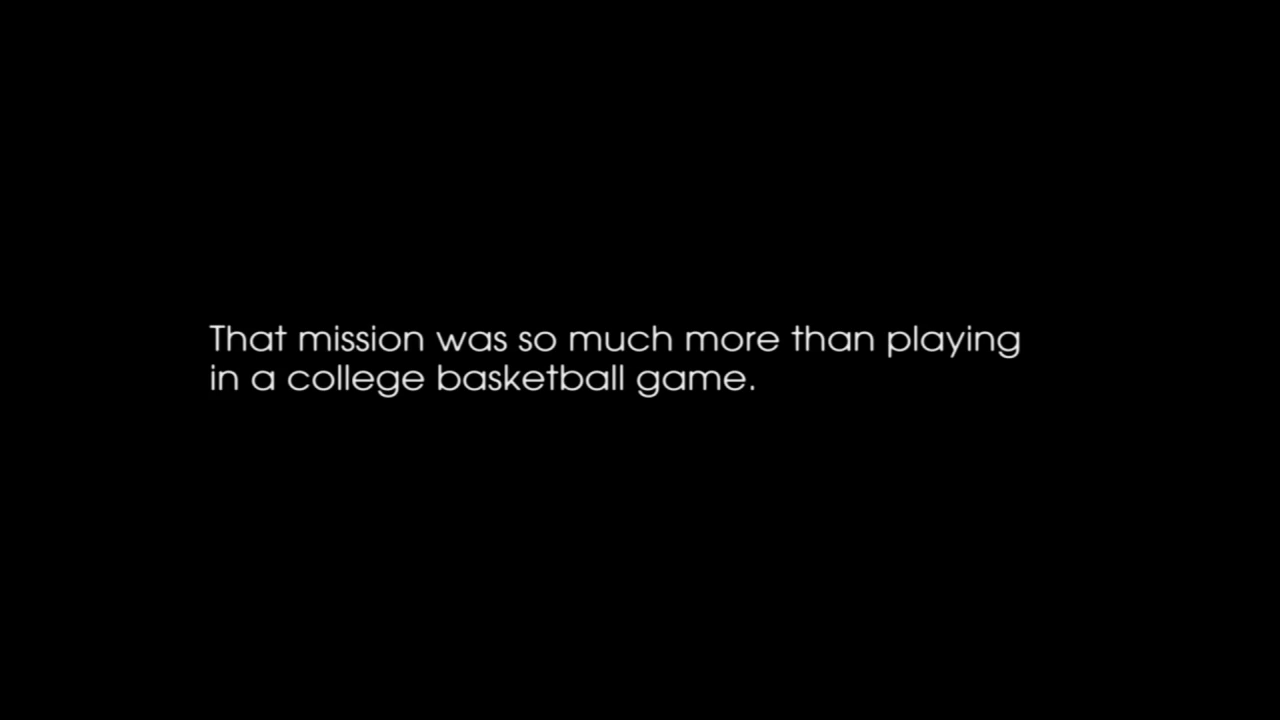 That mission was so much more than playing
in a college basketball game.